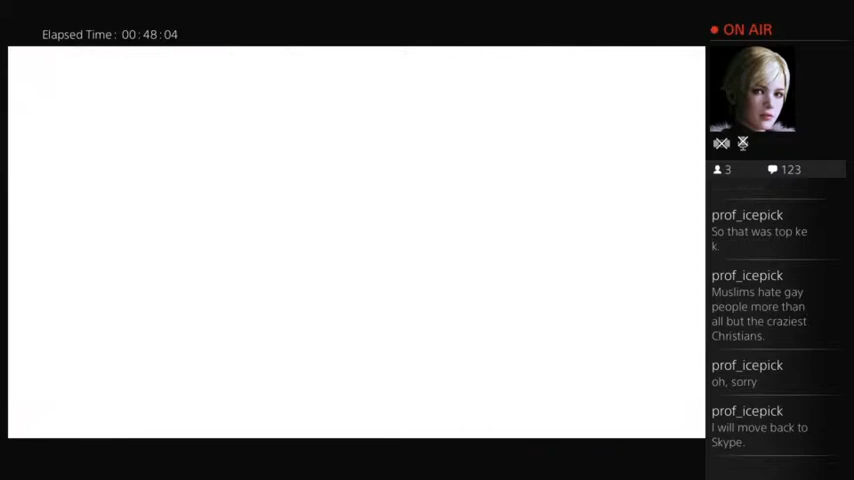 Elapsed Time: 00:48:04
ON AIR
3 123
prof_icepick
So that was top ke
k.
prof_icepick
Muslims hate gay
people more than
all but the craziest
Christians.
prof_icepick
oh, sorry
prof_icepick
I will move back to
Skype.